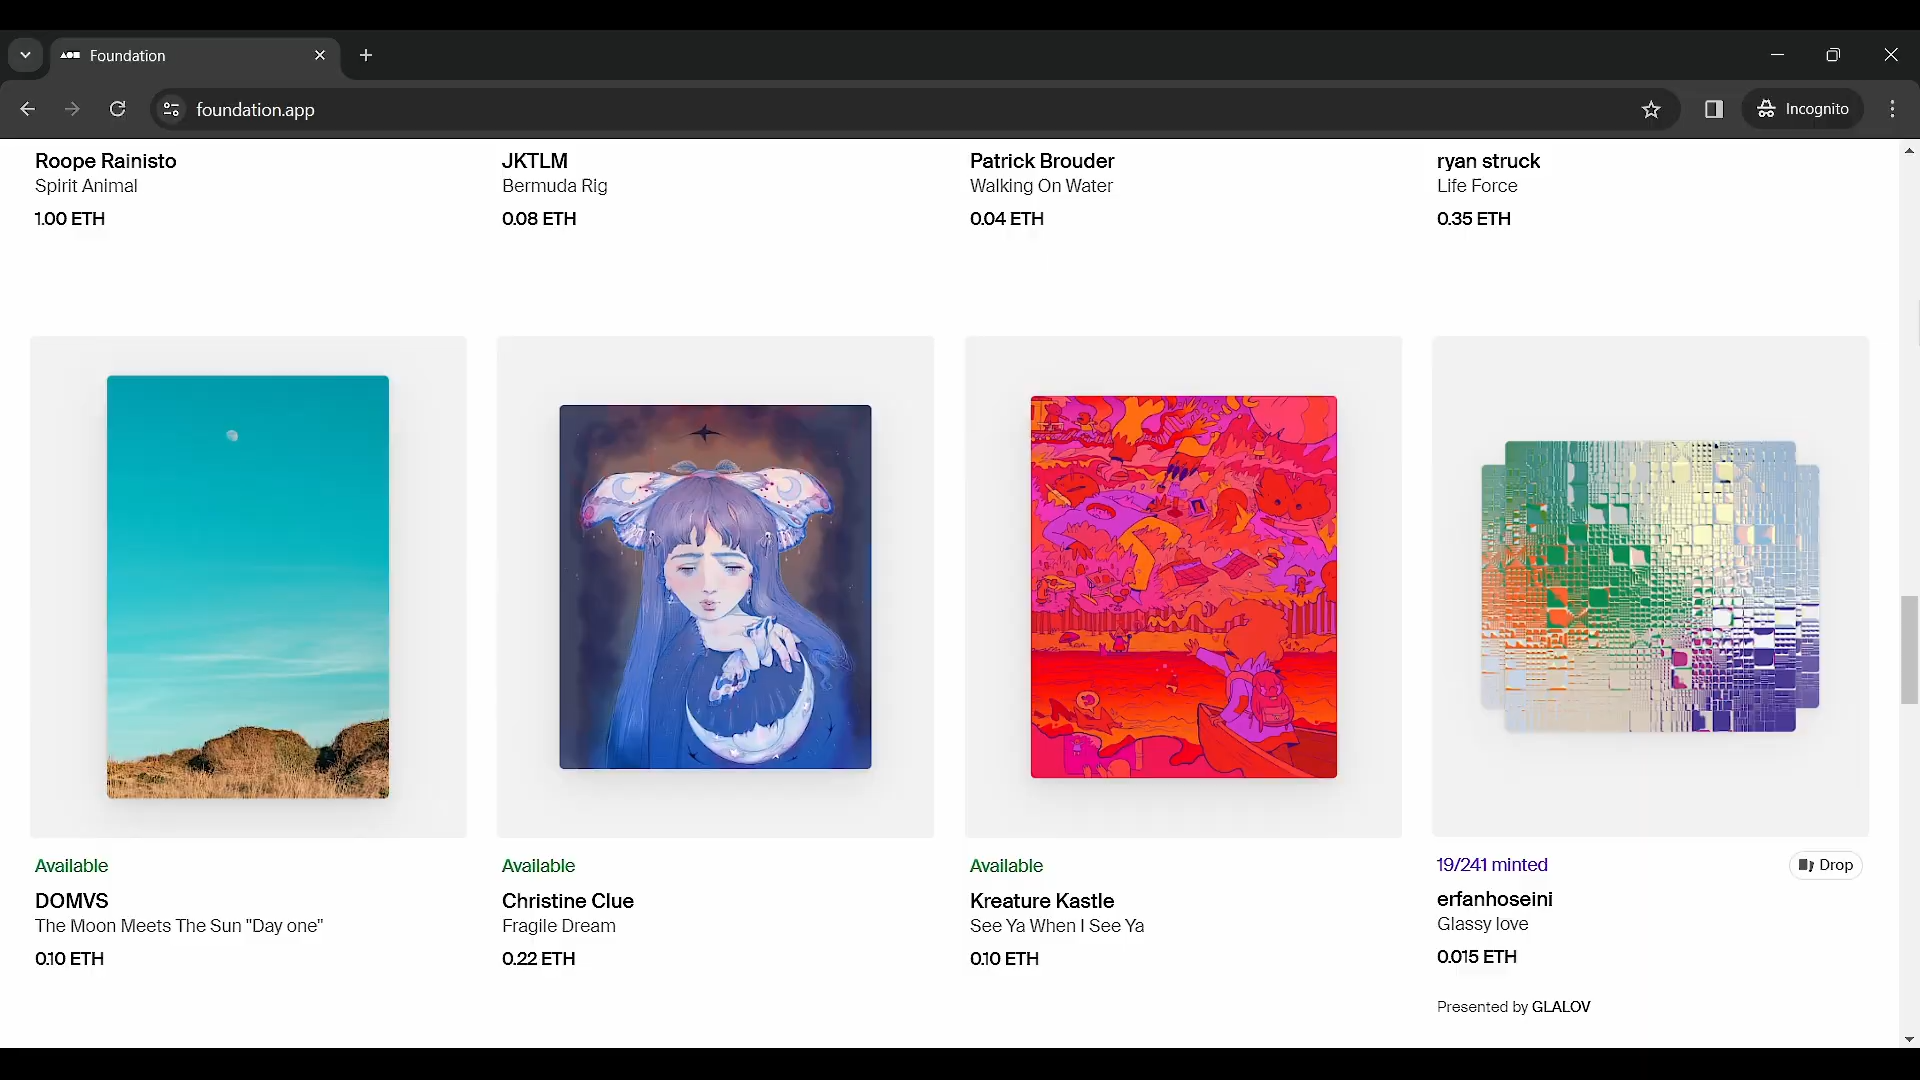 Foundation
foundation.app
Incognito
Roope Rainisto
Spirit Animal
1.00 ETH
JKTLM
Bermuda Rig
0.08 ETH
Patrick Brouder
Walking On Water
0.04 ETH
ryan struck
Life Force
0.35 ETH
Available
DOMVS
The Moon Meets The Sun "Day one"
0.10 ETH
Available
Christine Clue
Fragile Dream
0.22 ETH
Available
Kreature Kastle
See Ya When I See Ya
0.10 ETH
19/241 minted
Drop
erfanhoseini
Glassy love
0.015 ETH
Presented by GLALOV